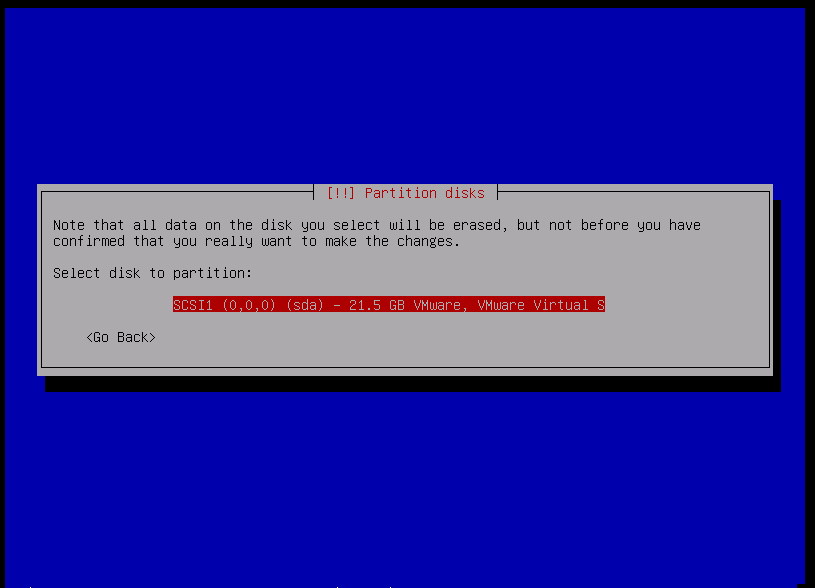 [!!] Partition disks
Note that all data on the disk you select will be erased, but not before you have
confirmed that you really want to make the changes.
Select disk to partition:
SCSI1 (0,0,0) (sda) - 21.5 GB VMware, VMware Virtual S
<Go Back>